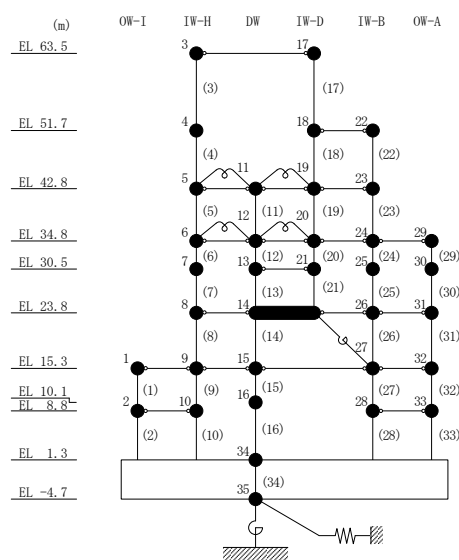 (m) OW-I IW-H DW IW-D IW-B OW-A
EL 63.5 3 17
(3) (17)
EL 51.7 4 18 22
(4) (18) (22)
11 19
EL 42.8 5 23
(5) (11) (19) (23)
12 20
EL 34.8 6 24 29
(6) (12) (20) (24) (29)
EL 30.5 7 13 21 25 30
(7) (13) (21) (25) (30)
EL 23.8 8 14 26 31
(8) (14) (26) (31)
27
EL 15.3 1 9 15 32
(1) (9) (15) (27) (32)
EL 10.1 16
EL 8.8 2 10 28 33
(2) (10) (16) (28) (33)
EL 1.3 34
(34)
EL -4.7 35